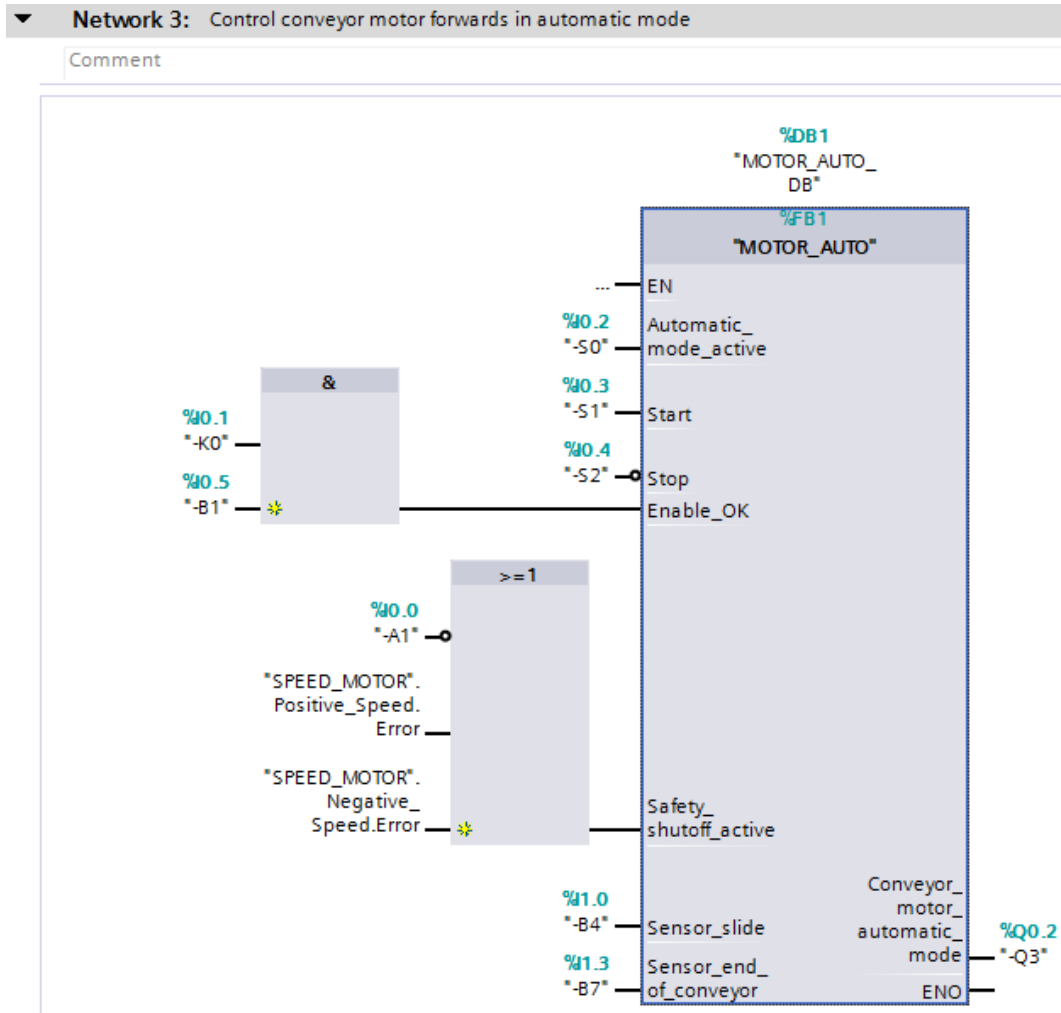 Network 3: Control conveyor motor forwards in automatic mode
Comment
%DB1
"MOTOR_AUTO_
DB"
%FB1
"MOTOR_AUTO"
... EN
%I0.2
"-S0"
Automatic_
mode_active
%I0.3
"-S1"
Start
%I0.4
"-S2"
Stop
&
%I0.1
"-K0"
%I0.5
"-B1"
Enable_OK
>=1
%I0.0
"-A1"
"SPEED_MOTOR".
Positive_Speed.
Error
"SPEED_MOTOR".
Negative_
Speed.Error
Safety_
shutoff_active
%I1.0
"-B4"
Sensor_slide
%I1.3
"-B7"
Sensor_end_
of_conveyor
Conveyor_
motor_
automatic_
mode
%Q0.2
"-Q3"
ENO